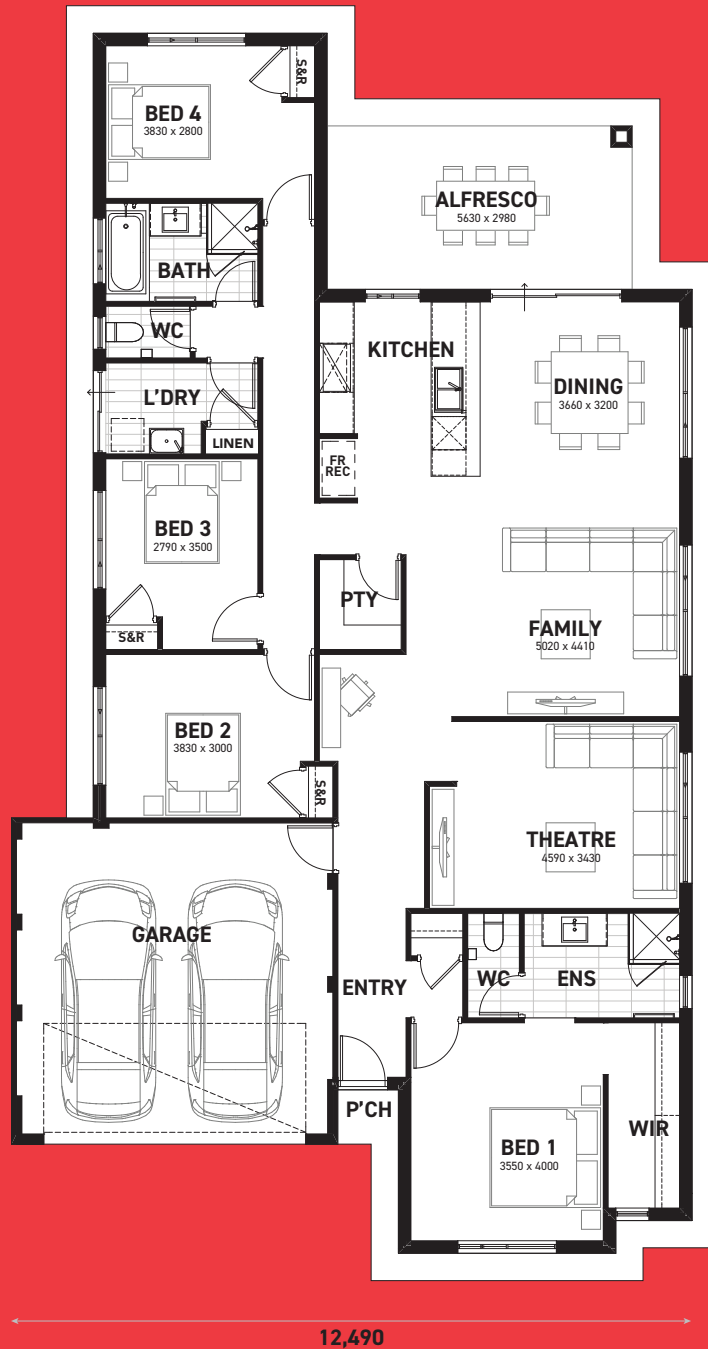 S&R
BED 4
3830 x 2800
ALFRESCO
5630 x 2980
BATH
WC
KITCHEN
DINING
3660 x 3200
L'DRY
LINEN
FR
REC
BED 3
2790 x 3500
PTY
S&R
FAMILY
5020 x 4410
BED 2
3830 x 3000
S&R
THEATRE
4590 x 3430
GARAGE
ENTRY
WC
ENS
P'CH
WIR
BED 1
3550 x 4000
12,490